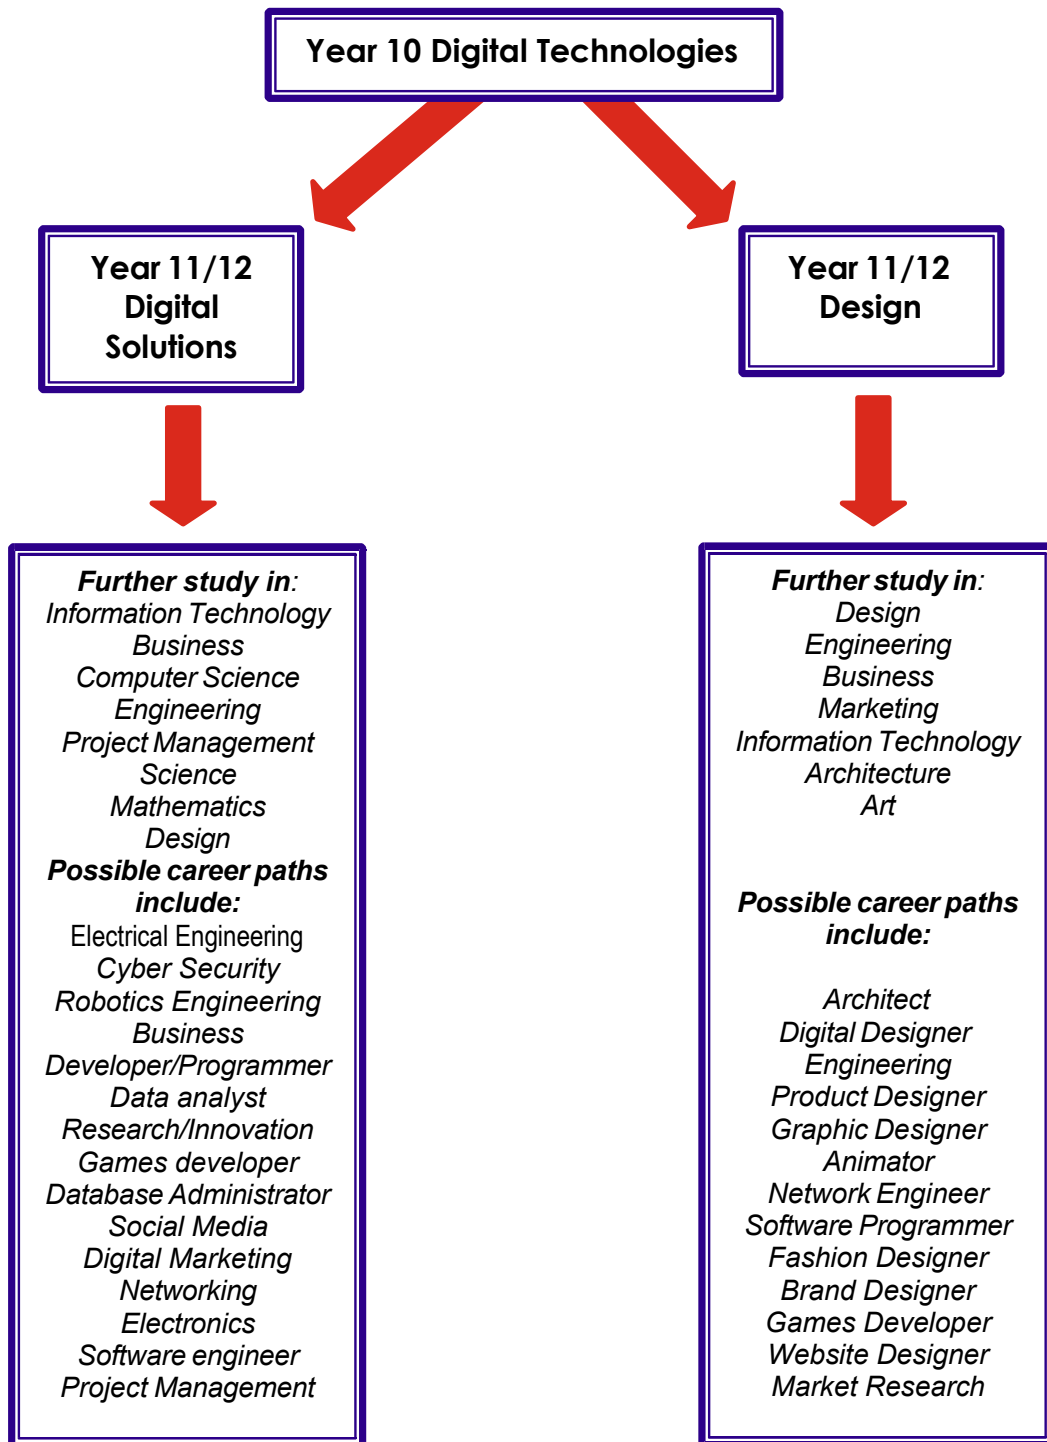 Year 10 Digital Technologies
Year 11/12
Digital
Solutions
Year 11/12
Design
Further study in:
Information Technology
Business
Computer Science
Engineering
Project Management
Science
Mathematics
Design
Possible career paths
include:
Electrical Engineering
Cyber Security
Robotics Engineering
Business
Developer/Programmer
Data analyst
Research/Innovation
Games developer
Database Administrator
Social Media
Digital Marketing
Networking
Electronics
Software engineer
Project Management
Further study in:
Design
Engineering
Business
Marketing
Information Technology
Architecture
Art
Possible career paths
include:
Architect
Digital Designer
Engineering
Product Designer
Graphic Designer
Animator
Network Engineer
Software Programmer
Fashion Designer
Brand Designer
Games Developer
Website Designer
Market Research